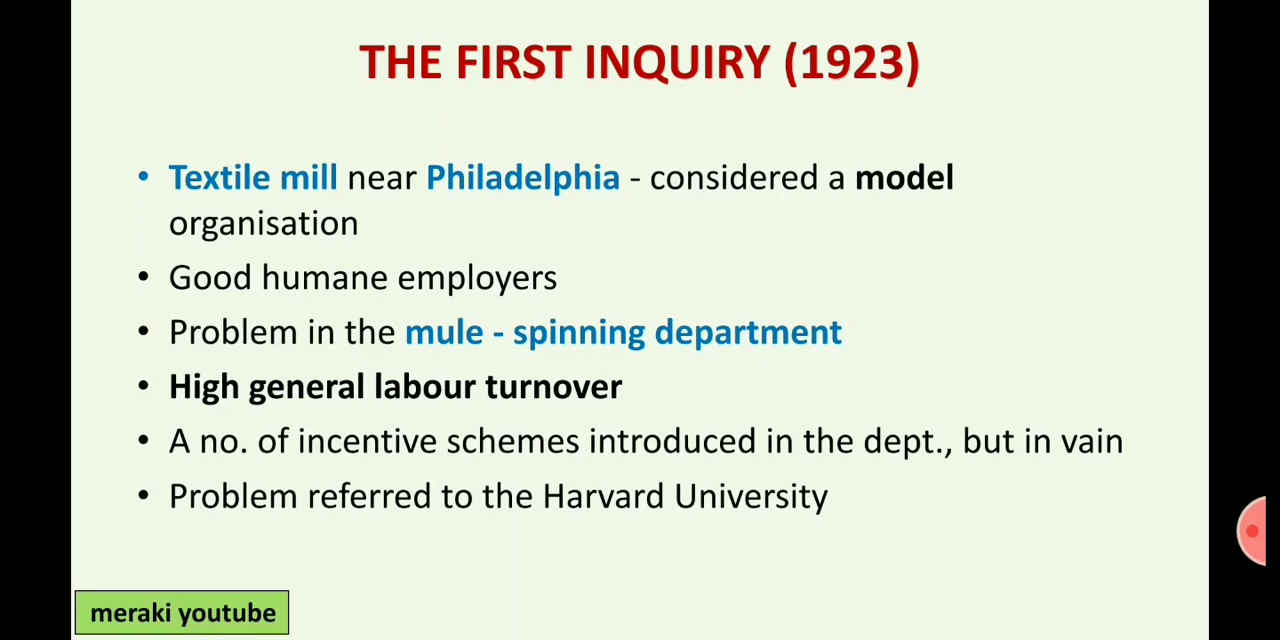 THE FIRST INQUIRY (1923)
• Textile mill near Philadelphia - considered a model
organisation
• Good humane employers
• Problem in the mule - spinning department
• High general labour turnover
• A no. of incentive schemes introduced in the dept., but in vain
• Problem referred to the Harvard University
meraki youtube